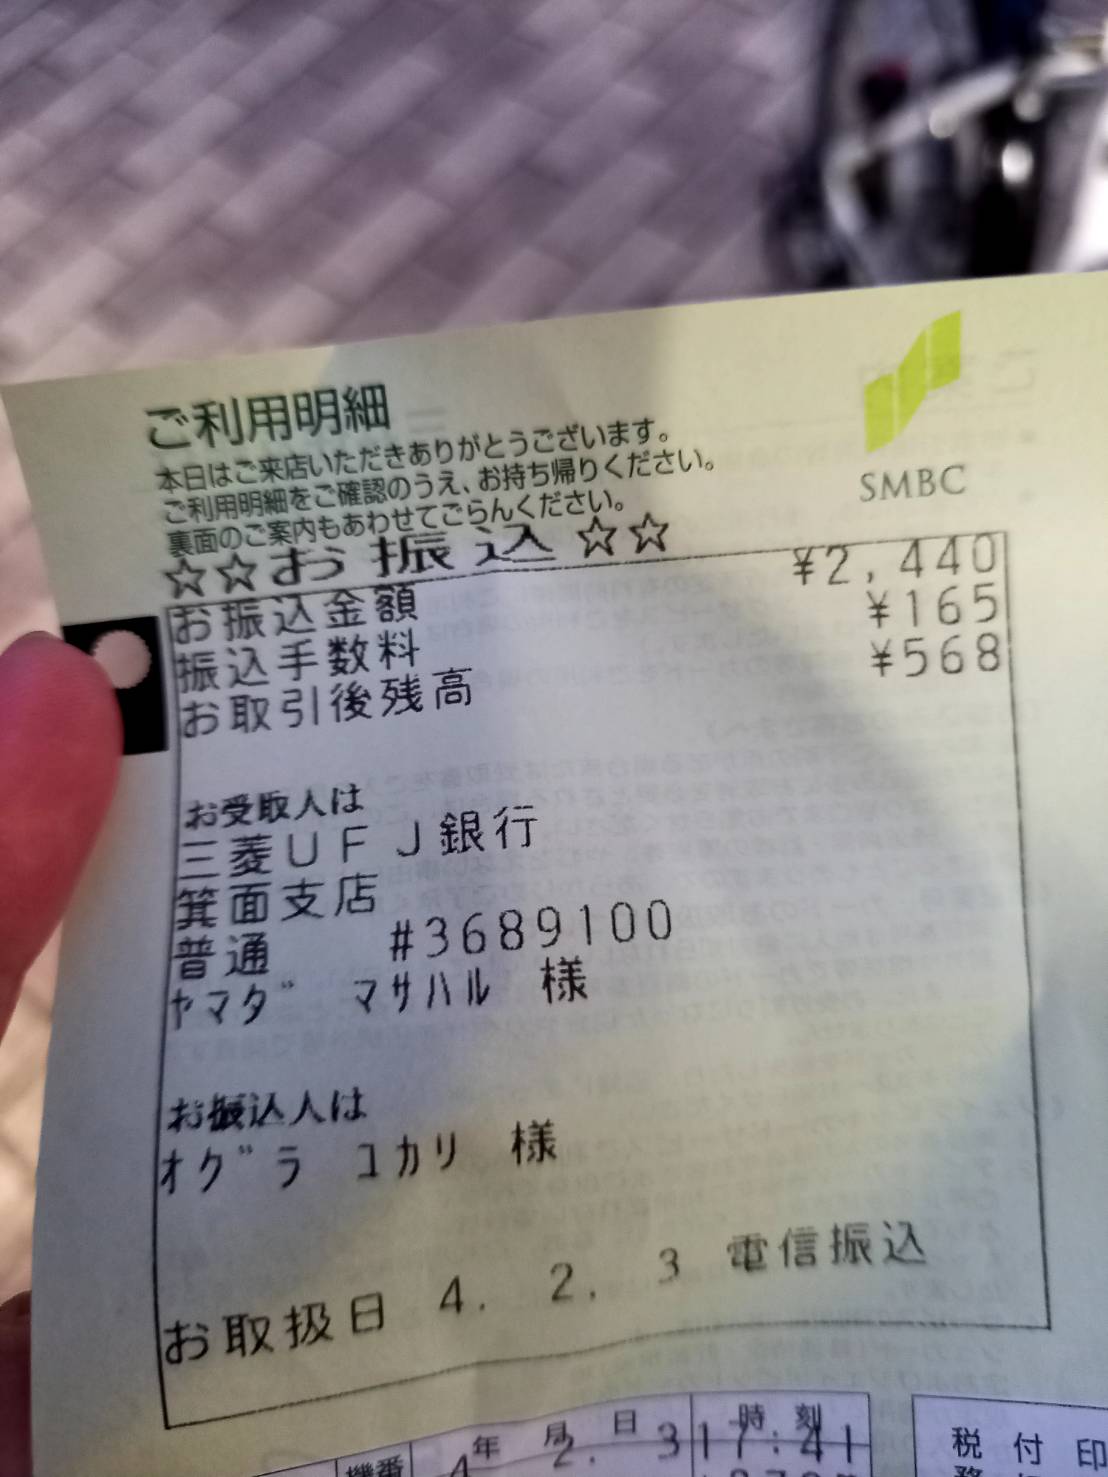 ご利用明細
本日はご来店いただきありがとうございます。
ご利用明細をご確認のうえ、お持ち帰りください。
裏面のご案内もあわせてごらんください。
SMBC
☆☆お振込☆☆
お振込金額 ¥2,440
振込手数料 ¥165
お取引後残高 ¥568
お受取人は
三菱UFJ銀行
箕面支店
普通 #3689100
ヤマダ マサハル 様
お振込人は
オグラ ユカリ 様
お取扱日 4. 2. 3 電信振込
年 月 日 時刻
機番 4 2. 3 17:41
税 付 印
務